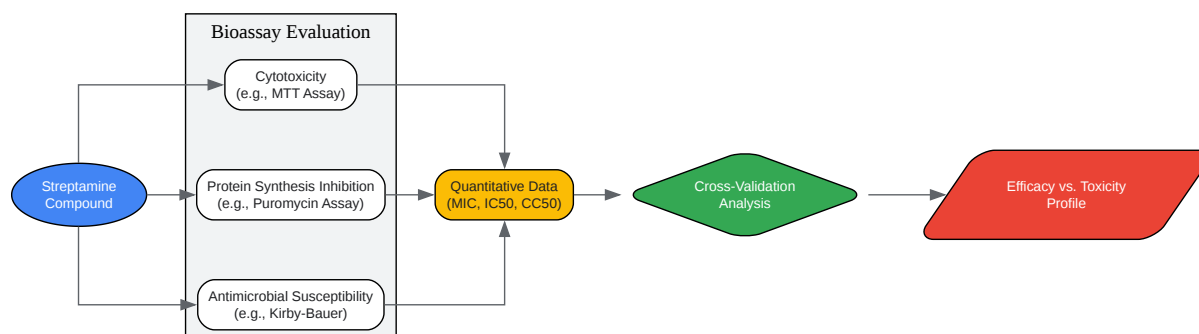 Bioassay Evaluation
Cytotoxicity
(e.g., MTT Assay)
Streptamine
Compound
Protein Synthesis Inhibition
(e.g., Puromycin Assay)
Quantitative Data
(MIC, IC50, CC50)
Cross-Validation
Analysis
Efficacy vs. Toxicity
Profile
Antimicrobial Susceptibility
(e.g., Kirby-Bauer)